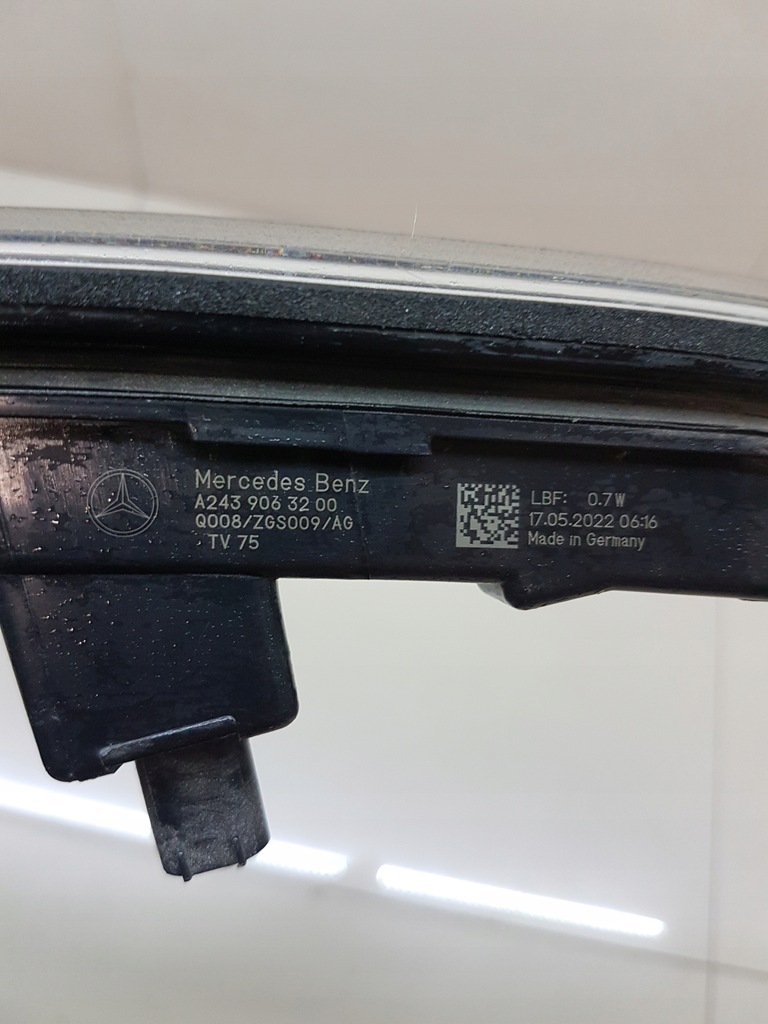 Mercedes Benz
A243 906 32 00
Q008/ZGS009/AG
TV 75
LBF: 0.7W
17.05.2022 06:16
Made in Germany